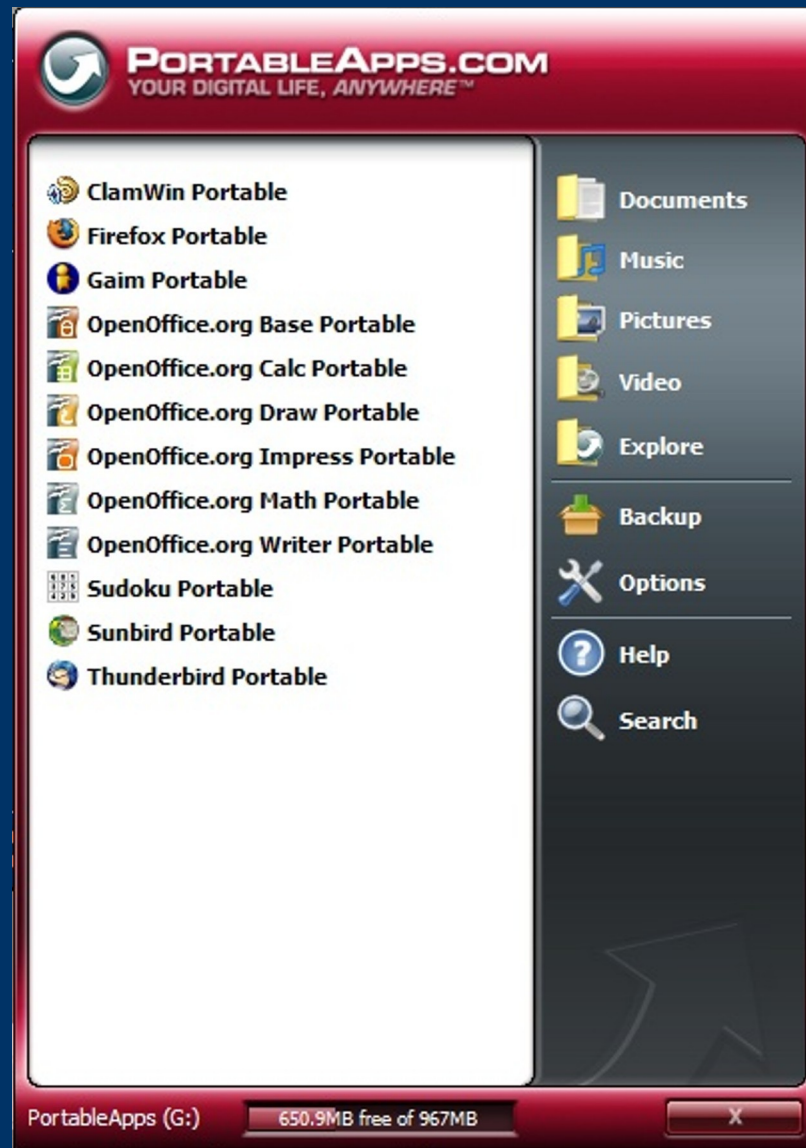 PORTABLEAPPS.COM
YOUR DIGITAL LIFE, ANYWHERE™
ClamWin Portable
Firefox Portable
Gaim Portable
OpenOffice.org Base Portable
OpenOffice.org Calc Portable
OpenOffice.org Draw Portable
OpenOffice.org Impress Portable
OpenOffice.org Math Portable
OpenOffice.org Writer Portable
Sudoku Portable
Sunbird Portable
Thunderbird Portable
Documents
Music
Pictures
Video
Explore
Backup
Options
Help
Search
PortableApps (G:)
650.9MB free of 967MB
X